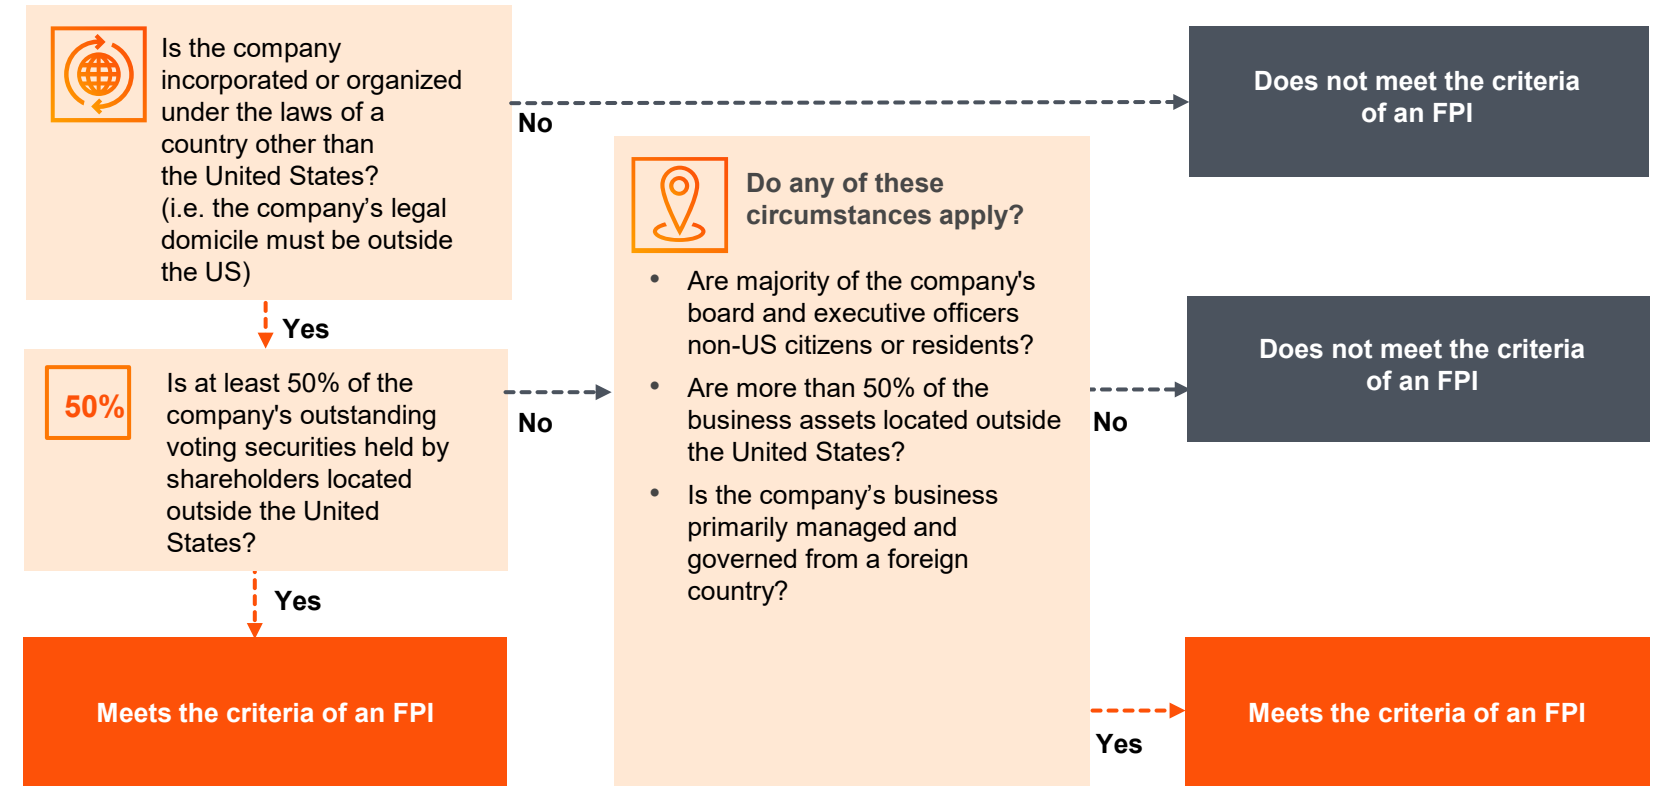 Is the company
incorporated or organized
under the laws of a
country other than
the United States?
(i.e. the company’s legal
domicile must be outside
the US)
No
Does not meet the criteria
of an FPI
Yes
50%
Is at least 50% of the
company's outstanding
voting securities held by
shareholders located
outside the United
States?
No
Yes
Meets the criteria of an FPI
Do any of these
circumstances apply?
• Are majority of the company's
board and executive officers
non-US citizens or residents?
• Are more than 50% of the
business assets located outside
the United States?
• Is the company’s business
primarily managed and
governed from a foreign
country?
No
Does not meet the criteria
of an FPI
Yes
Meets the criteria of an FPI